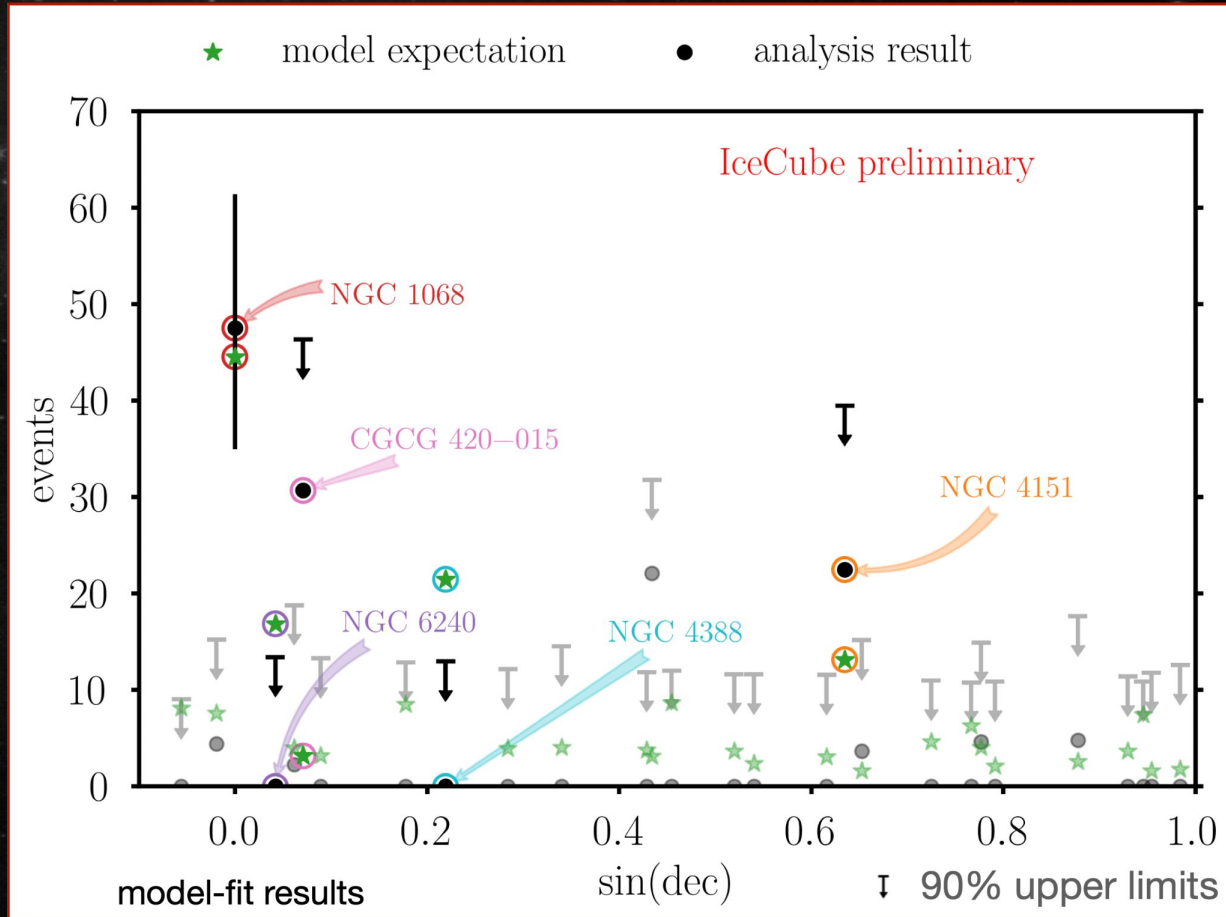 model expectation
analysis result
IceCube preliminary
70
60
50
40
30
20
10
0
events
NGC 1068
CGCG 420−015
NGC 4151
NGC 6240
NGC 4388
0.0
0.2
0.4
0.6
0.8
1.0
sin(dec)
model-fit results
90% upper limits